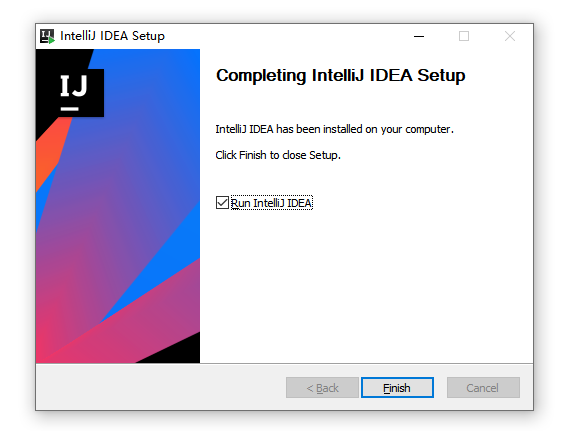 IntelliJ IDEA Setup
IJ
Completing IntelliJ IDEA Setup
IntelliJ IDEA has been installed on your computer.
Click Finish to close Setup.
Run IntelliJ IDEA
< Back
Finish
Cancel